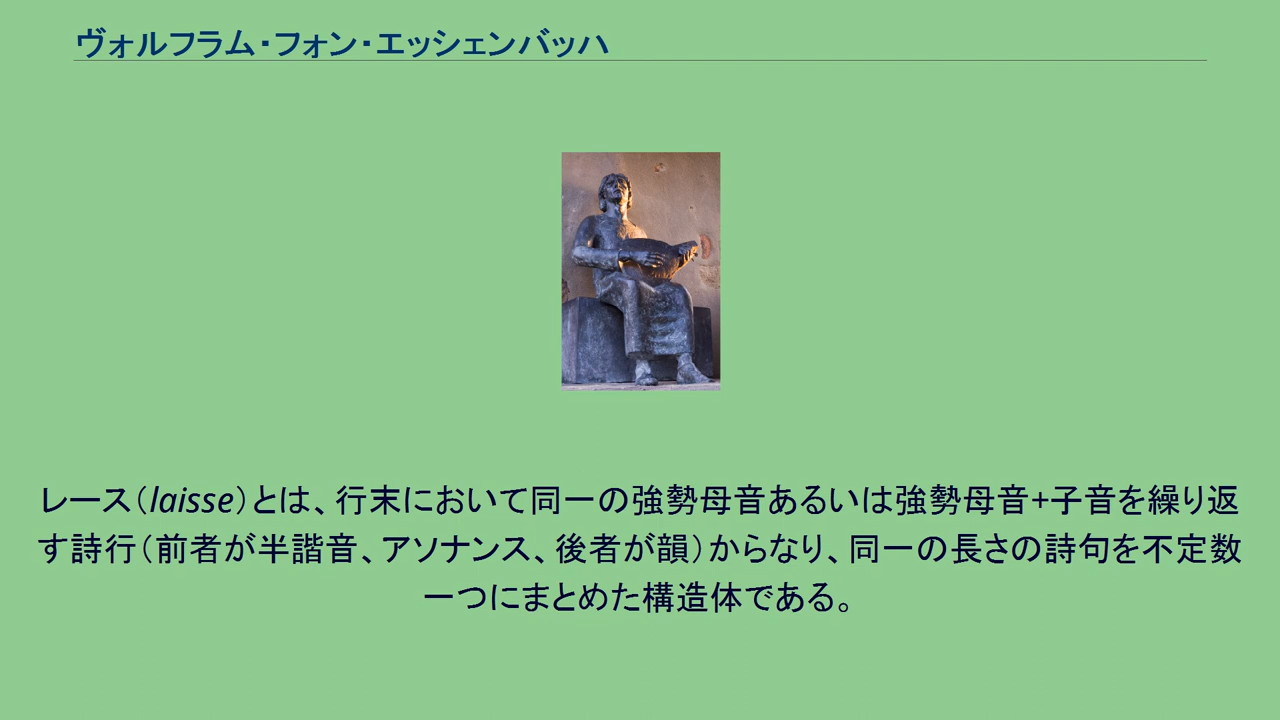 ヴォルフラム・フォン・エッシェンバッハ
レース（laisse）とは、行末において同一の強勢母音あるいは強勢母音+子音を繰り返
す詩行（前者が半諧音、アソナンス、後者が韻）からなり、同一の長さの詩句を不定数
一つにまとめた構造体である。